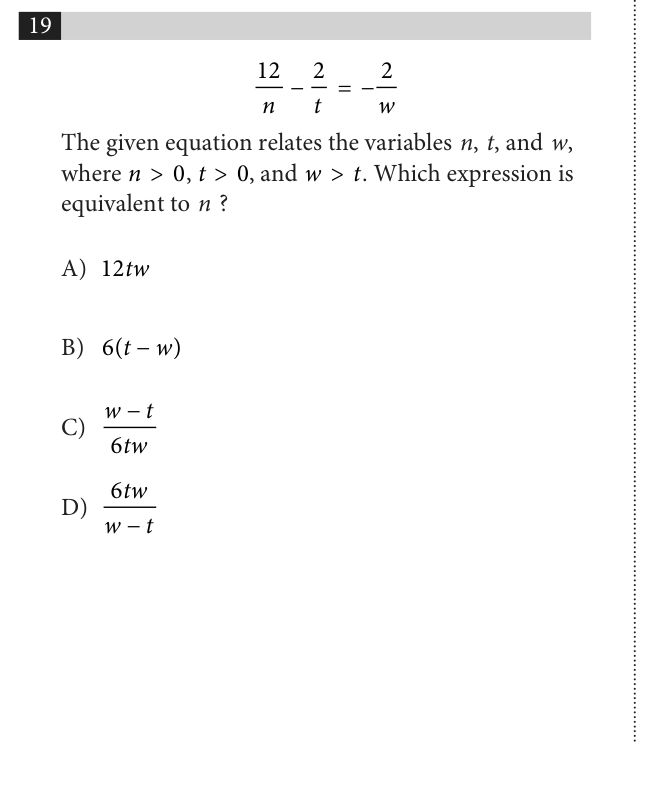 19
12/n − 2/t = −2/w
The given equation relates the variables n, t, and w,
where n > 0, t > 0, and w > t. Which expression is
equivalent to n ?
A) 12tw
B) 6(t − w)
C) (w − t)/(6tw)
D) (6tw)/(w − t)